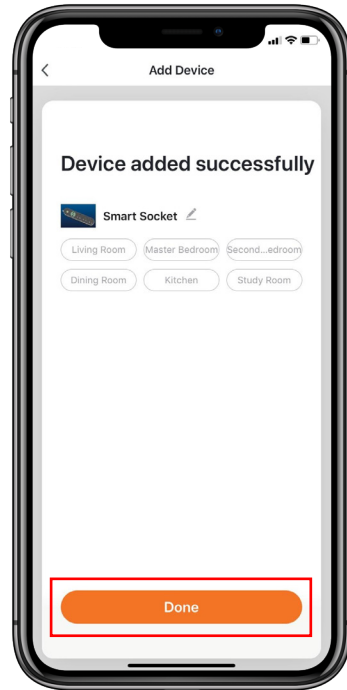 Add Device
Device added successfully
Smart Socket
Living Room Master Bedroom Second...edroom
Dining Room Kitchen Study Room
Done